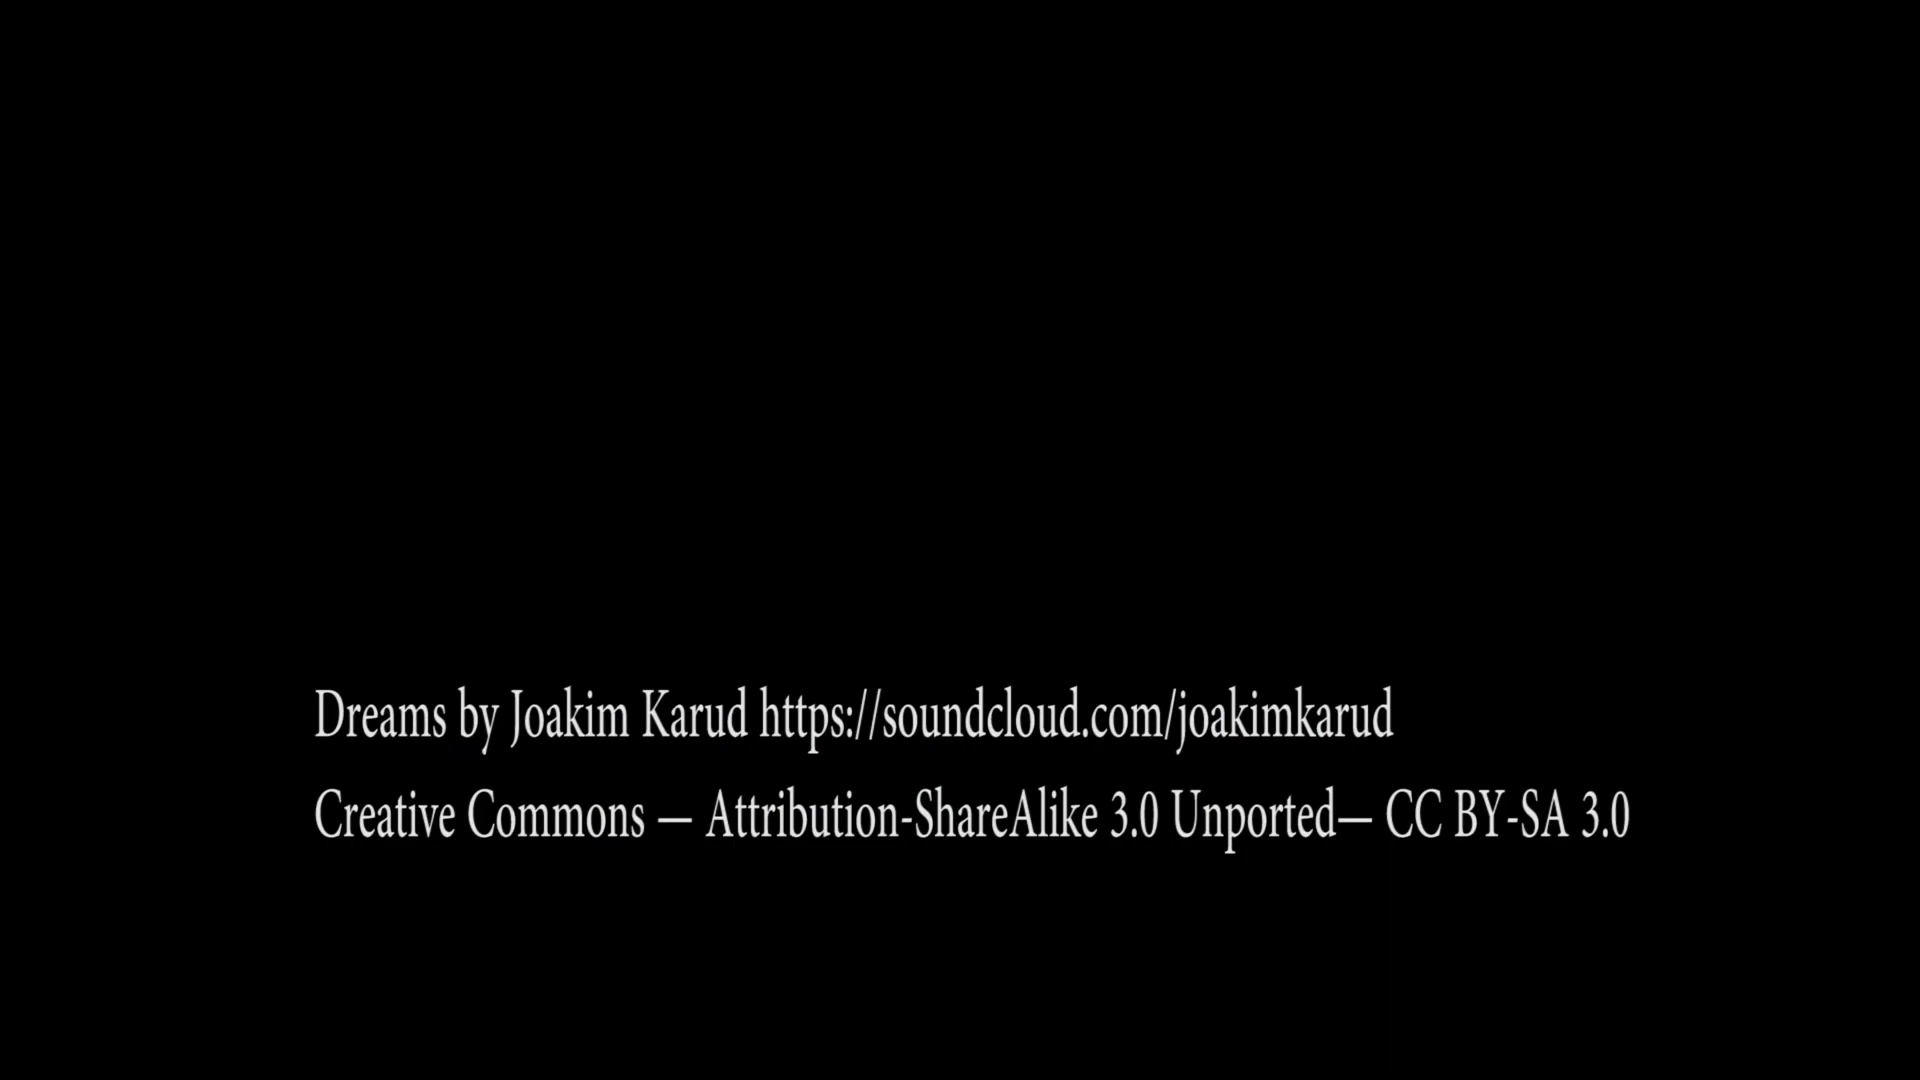 Dreams by Joakim Karud https://soundcloud.com/joakimkarud
Creative Commons — Attribution-ShareAlike 3.0 Unported— CC BY-SA 3.0